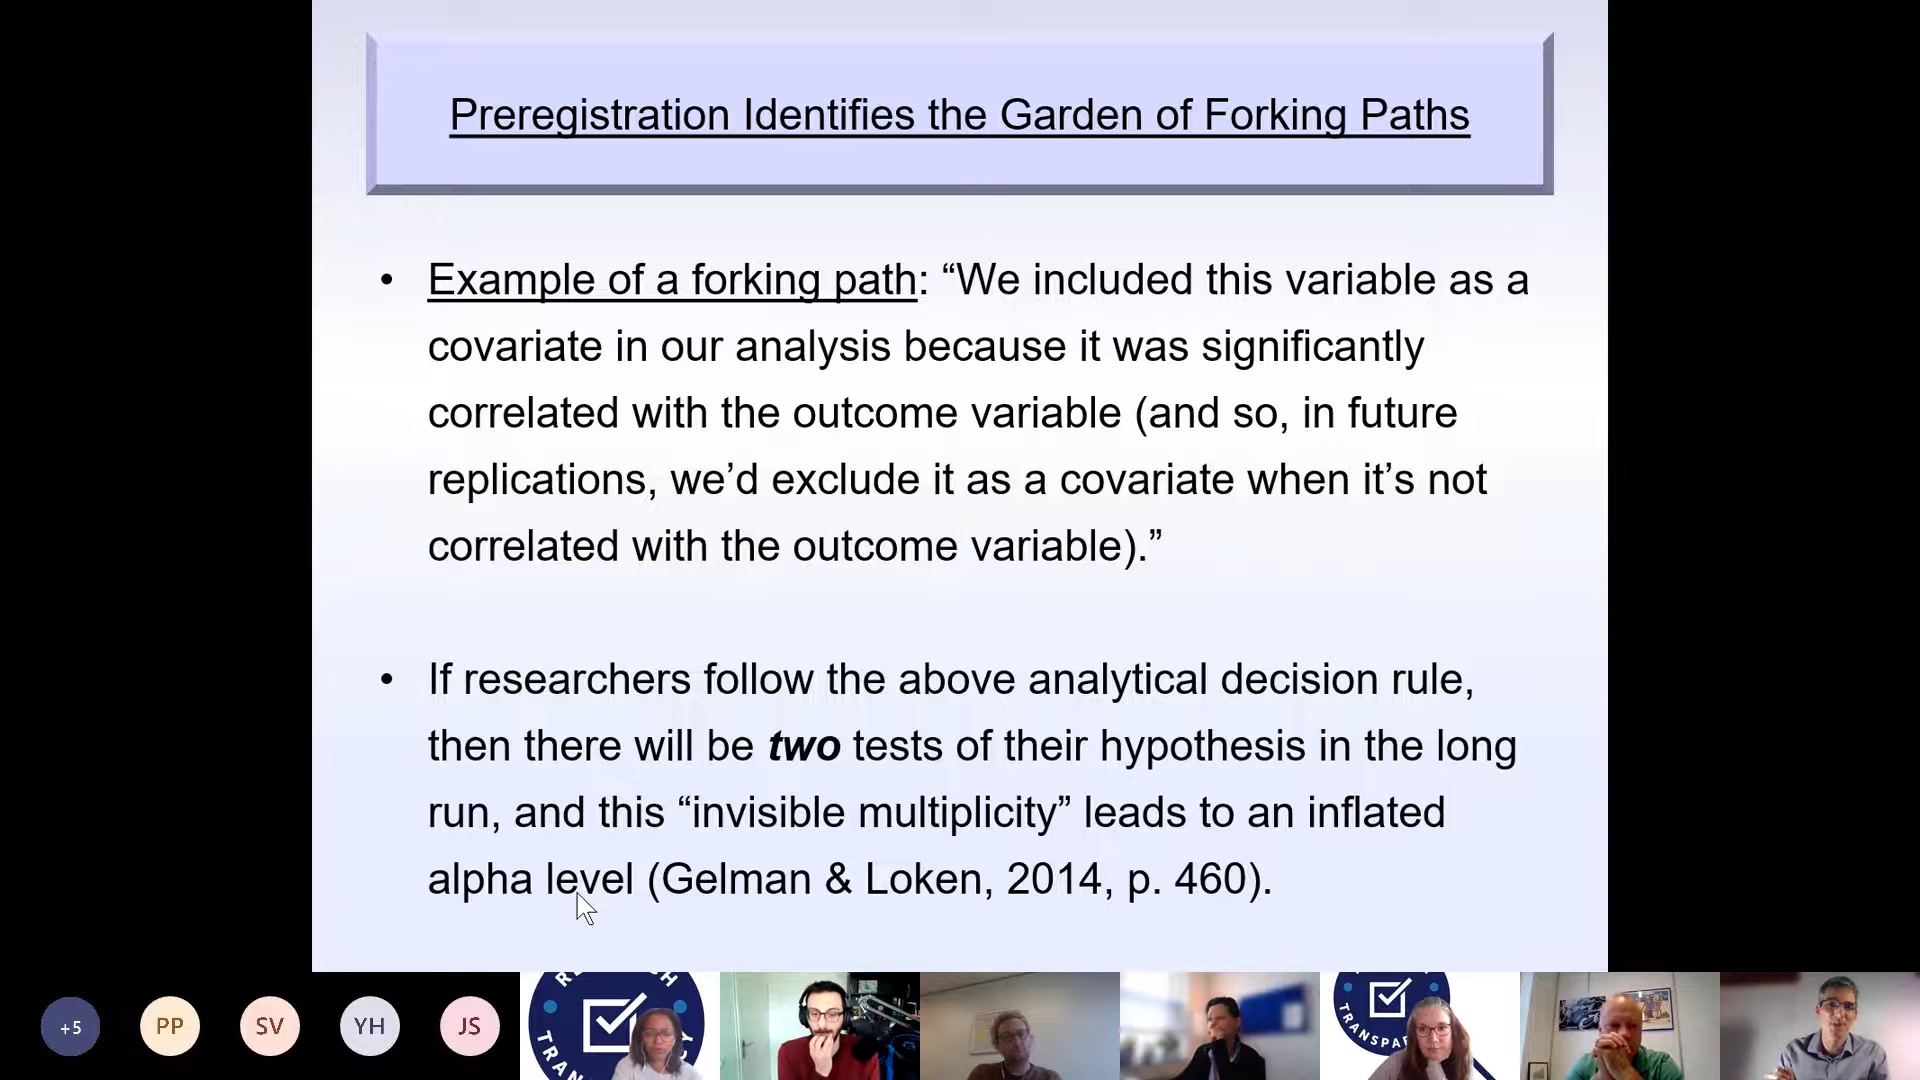 Preregistration Identifies the Garden of Forking Paths
• Example of a forking path: “We included this variable as a
covariate in our analysis because it was significantly
correlated with the outcome variable (and so, in future
replications, we’d exclude it as a covariate when it’s not
correlated with the outcome variable).”
• If researchers follow the above analytical decision rule,
then there will be two tests of their hypothesis in the long
run, and this “invisible multiplicity” leads to an inflated
alpha level (Gelman & Loken, 2014, p. 460).
+5
PP
SV
YH
JS